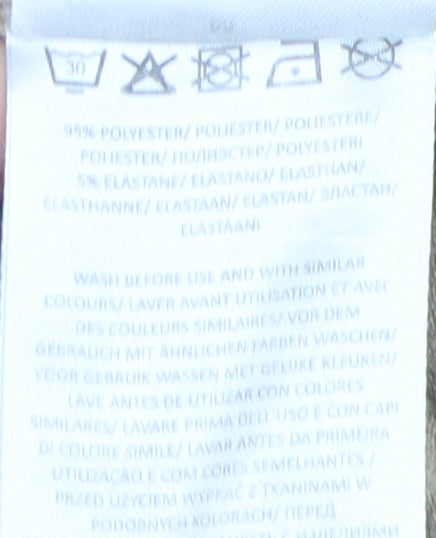 30
95% POLYESTER/ POLIÉSTER/ POLIESTERE/
POLIESTER/ ПОЛИЭСТЕР/ POLYESTERI
5% ELASTANE/ ELASTANO/ ELASTHAN/
ÉLASTHANNE/ ELASTAAN/ ELASTAN/ ЭЛАСТАН/
ELASTAANI
WASH BEFORE USE AND WITH SIMILAR
COLOURS/ LAVER AVANT UTILISATION ET AVEC
DES COULEURS SIMILAIRES/ VOR DEM
GEBRAUCH MIT ÄHNLICHEN FARBEN WASCHEN/
VOOR GEBRUIK WASSEN MET GELIJKE KLEUREN/
LAVE ANTES DE UTILIZAR CON COLORES
SIMILARES/ LAVARE PRIMA DELL'USO E CON CAPI
DI COLORE SIMILE/ LAVAR ANTES DA PRIMEIRA
UTILIZAÇÃO E COM CORES SEMELHANTES /
PRZED UŻYCIEM WYPRAĆ Z TKANINAMI W
PODOBNYCH KOLORACH/ ПЕРЕД
С ИЗДЕЛИЯМИ